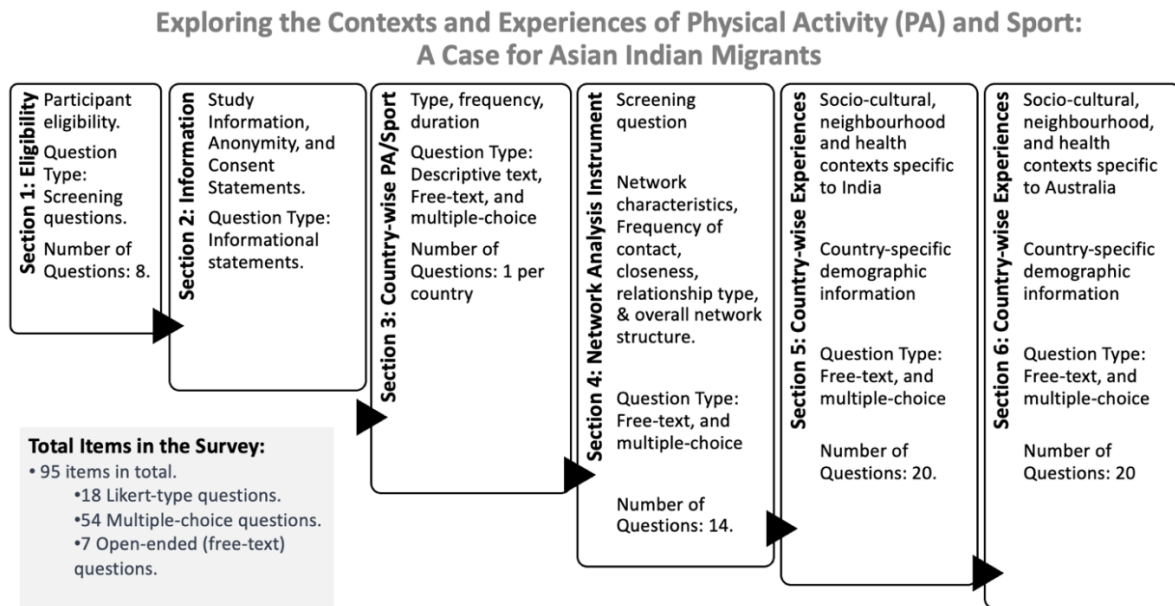 Exploring the Contexts and Experiences of Physical Activity (PA) and Sport:
A Case for Asian Indian Migrants
Section 1: Eligibility
Participant
eligibility.
Question
Type:
Screening
questions.
Number of
Questions: 8.
Section 2: Information
Study
Information,
Anonymity, and
Consent
Statements.
Question Type:
Informational
statements.
Section 3: Country-wise PA/Sport
Type, frequency,
duration
Question Type:
Descriptive text,
Free-text, and
multiple-choice
Number of
Questions: 1 per
country
Section 4: Network Analysis Instrument
Screening
question
Network
characteristics,
Frequency of
contact,
closeness,
relationship type,
& overall network
structure.
Question Type:
Free-text, and
multiple-choice
Number of
Questions: 14.
Section 5: Country-wise Experiences
Socio-cultural,
neighbourhood
and health
contexts specific
to India
Country-specific
demographic
information
Question Type:
Free-text, and
multiple-choice
Number of
Questions: 20.
Section 6: Country-wise Experiences
Socio-cultural,
neighbourhood,
and health
contexts specific
to Australia
Country-specific
demographic
information
Question Type:
Free-text, and
multiple-choice
Number of
Questions: 20
Total Items in the Survey:
• 95 items in total.
•18 Likert-type questions.
•54 Multiple-choice questions.
•7 Open-ended (free-text)
questions.